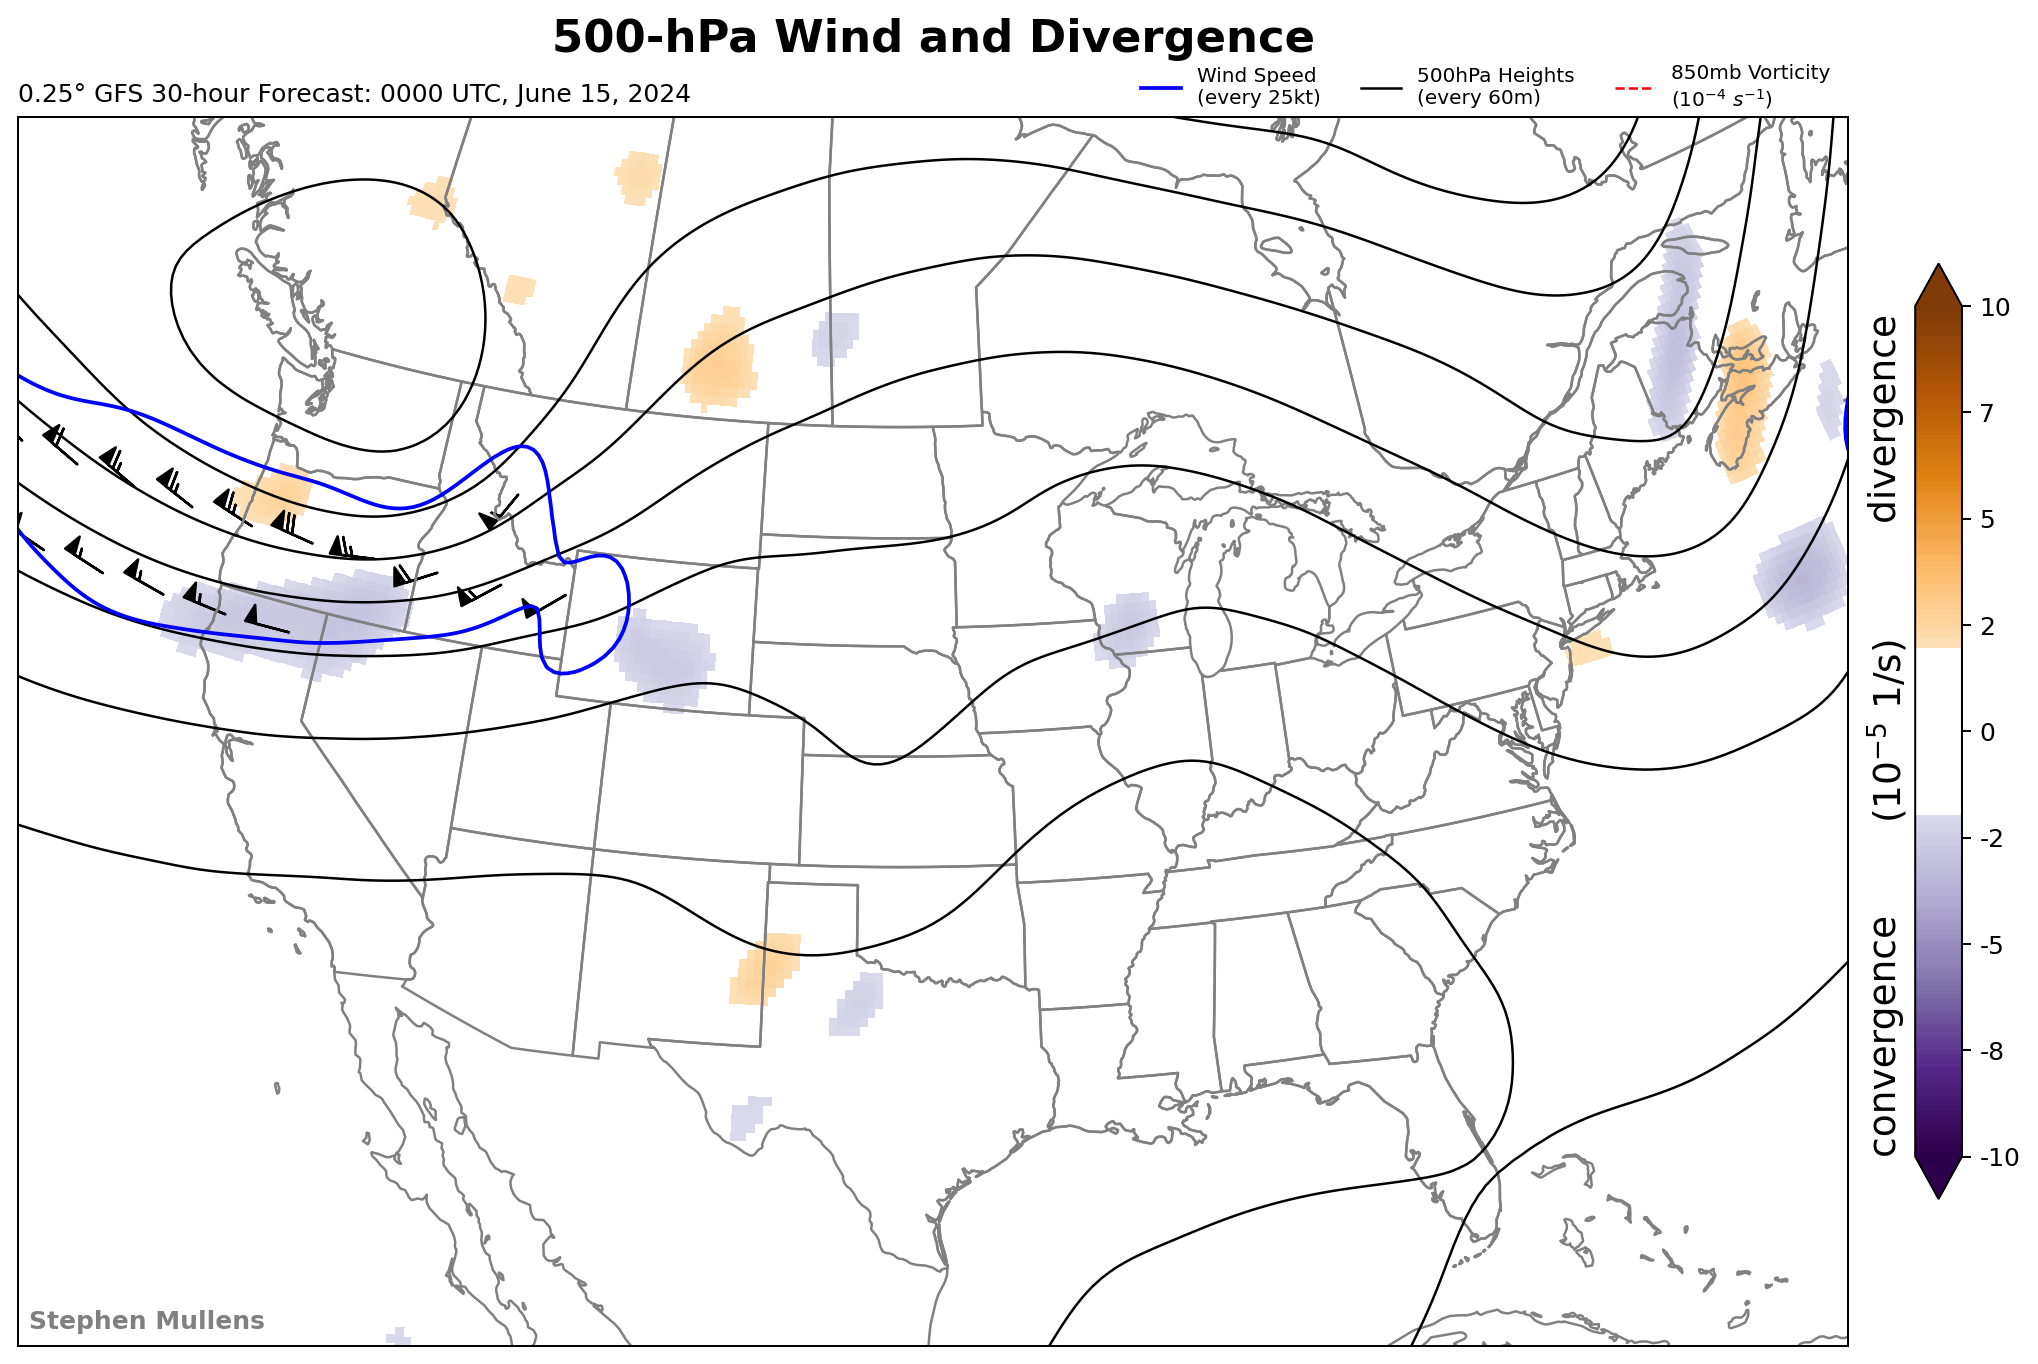 500-hPa Wind and Divergence
0.25° GFS 30-hour Forecast: 0000 UTC, June 15, 2024
Wind Speed
(every 25kt)
500hPa Heights
(every 60m)
850mb Vorticity
(10⁻⁴ s⁻¹)
10
7
5
2
0
-2
-5
-8
-10
convergence (10⁻⁵ 1/s) divergence
Stephen Mullens